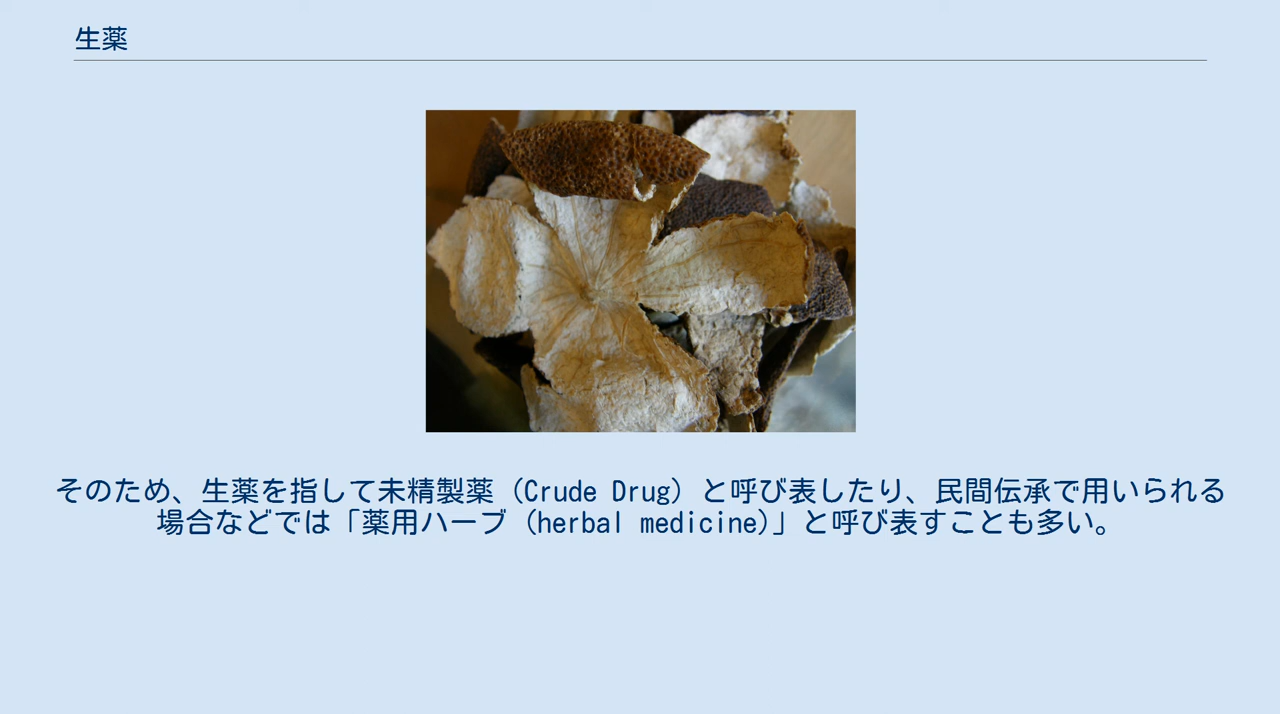 生薬
そのため、生薬を指して未精製薬（Crude Drug）と呼び表したり、民間伝承で用いられる
場合などでは「薬用ハーブ（herbal medicine)」と呼び表すことも多い。